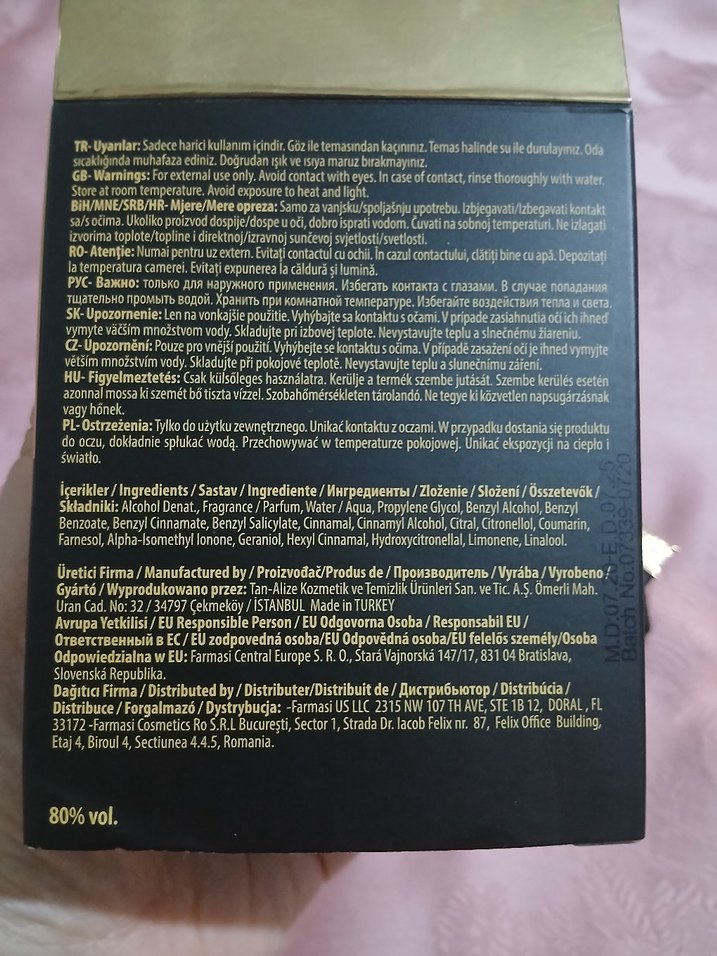 TR- Uyarılar: Sadece harici kullanım içindir. Göz ile temasından kaçınınız. Temas halinde su ile durulayınız. Oda
sıcaklığında muhafaza ediniz. Doğrudan ışık ve ısıya maruz bırakmayınız.
GB- Warnings: For external use only. Avoid contact with eyes. In case of contact, rinse thoroughly with water.
Store at room temperature. Avoid exposure to heat and light.
BiH/MNE/SRB/HR- Mjere/Mere opreza: Samo za vanjsku/spoljašnju upotrebu. Izbjegavati/Izbegavati kontakt
sa/s očima. Ukoliko proizvod dospije/dospe u oči, dobro isprati vodom. Čuvati na sobnoj temperaturi. Ne izlagati
izvorima toplote/topline i direktnoj/izravnoj sunčevoj svjetlosti/svetlosti.
RO- Atenție: Numai pentru uz extern. Evitați contactul cu ochii. În cazul contactului, clătiți bine cu apă. Depozitați
la temperatura camerei. Evitați expunerea la căldură și lumină.
РУС- Важно: только для наружного применения. Избегать контакта с глазами. В случае попадания
тщательно промыть водой. Хранить при комнатной температуре. Избегайте воздействия тепла и света.
SK- Upozornenie: Len na vonkajšie použitie. Vyhýbajte sa kontaktu s očami. V prípade zasiahnutia očí ich ihneď
vymyte väčším množstvom vody. Skladujte pri izbovej teplote. Nevystavujte teplu a slnečnému žiareniu.
CZ- Upozornění: Pouze pro vnější použití. Vyhýbejte se kontaktu s očima. V případě zasažení očí je ihned vymyjte
větším množstvím vody. Skladujte při pokojové teplotě. Nevystavujte teplu a slunečnímu záření.
HU- Figyelmeztetés: Csak külsőleges használatra. Kerülje a termék szembe jutását. Szembe kerülés esetén
azonnal mossa ki szemét bő tiszta vízzel. Szobahőmérsékleten tárolandó. Ne tegye ki közvetlen napsugárzásnak
vagy hőnek.
PL- Ostrzeżenia: Tylko do użytku zewnętrznego. Unikać kontaktu z oczami. W przypadku dostania się produktu
do oczu, dokładnie spłukać wodą. Przechowywać w temperaturze pokojowej. Unikać ekspozycji na ciepło i
światło.
İçerikler / Ingredients / Sastav / Ingrediente / Ингредиенты / Zloženie / Složení / Összetevők /
Składniki: Alcohol Denat., Fragrance / Parfum, Water / Aqua, Propylene Glycol, Benzyl Alcohol, Benzyl
Benzoate, Benzyl Cinnamate, Benzyl Salicylate, Cinnamal, Cinnamyl Alcohol, Citral, Citronellol, Coumarin,
Farnesol, Alpha-Isomethyl Ionone, Geraniol, Hexyl Cinnamal, Hydroxycitronellal, Limonene, Linalool.
Üretici Firma / Manufactured by / Proizvođač/Produs de / Производитель / Vyrába / Vyrobeno /
Gyártó / Wyprodukowano przez: Tan-Alize Kozmetik ve Temizlik Ürünleri San. ve Tic. A.Ş. Ömerli Mah.
Uran Cad. No: 32 / 34797 Çekmeköy / İSTANBUL Made in TURKEY
Avrupa Yetkilisi / EU Responsible Person / EU Odgovorna Osoba / Responsabil EU /
Ответственный в ЕС / EU zodpovedná osoba/EU Odpovědná osoba/EU felelős személy/Osoba
Odpowiedzialna w EU: Farmasi Central Europe S. R. O., Stará Vajnorská 147/17, 831 04 Bratislava,
Slovenská Republika.
Dağıtıcı Firma / Distributed by / Distributer/Distribuit de / Дистрибьютор / Distribúcia /
Distribuce / Forgalmazó / Dystrybucja: -Farmasi US LLC 2315 NW 107 TH AVE, STE 1B 12, DORAL , FL
33172 -Farmasi Cosmetics Ro S.R.L București, Sector 1, Strada Dr. Iacob Felix nr. 87, Felix Office Building,
Etaj 4, Biroul 4, Sectiunea 4.4.5, Romania.
80% vol.
M.D:07.20 E.D:07.25
Batch No:07339-0720